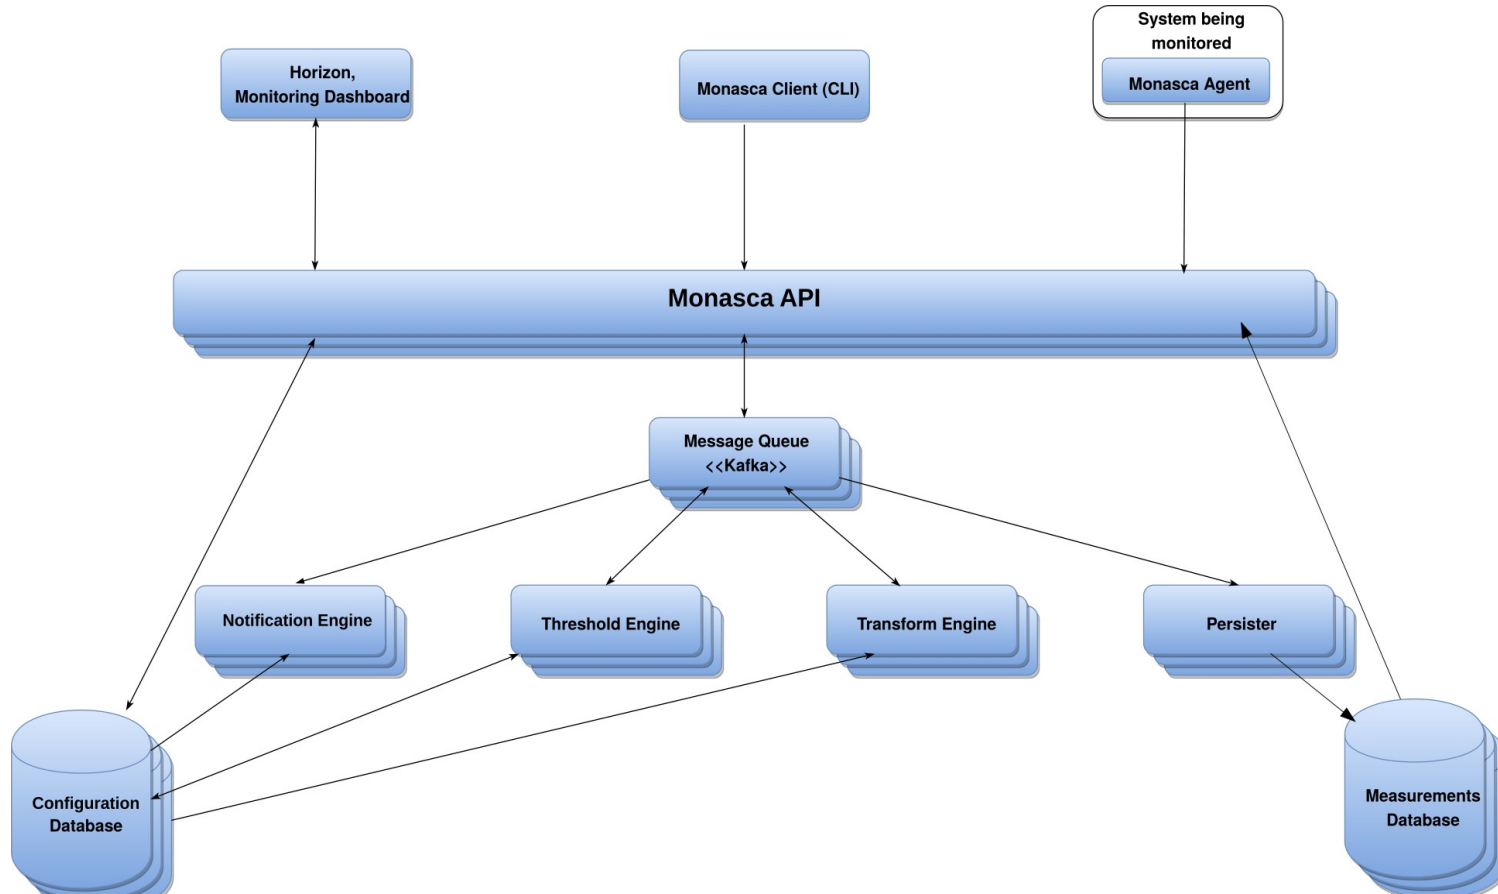 System being
monitored
Horizon,
Monitoring Dashboard
Monasca Client (CLI)
Monasca Agent
Monasca API
Message Queue
<<Kafka>>
Notification Engine
Threshold Engine
Transform Engine
Persister
Configuration
Database
Measurements
Database